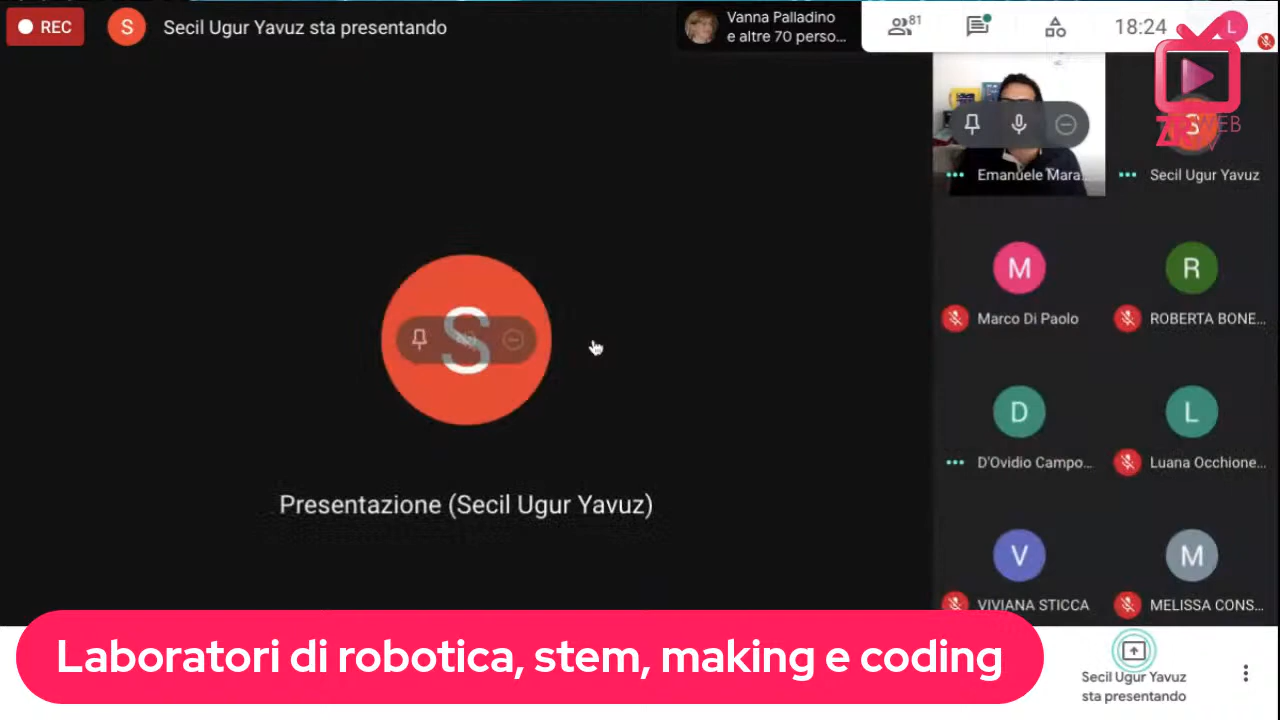 REC
S
Secil Ugur Yavuz sta presentando
Vanna Palladino
e altre 70 perso...
81
18:24
L
WEB
Emanuele Mara...
S
Secil Ugur Yavuz
M
Marco Di Paolo
R
ROBERTA BONE...
S
D
D'Ovidio Campo...
L
Luana Occhione...
Presentazione (Secil Ugur Yavuz)
V
VIVIANA STICCA
M
MELISSA CONS...
Laboratori di robotica, stem, making e coding
Secil Ugur Yavuz
sta presentando